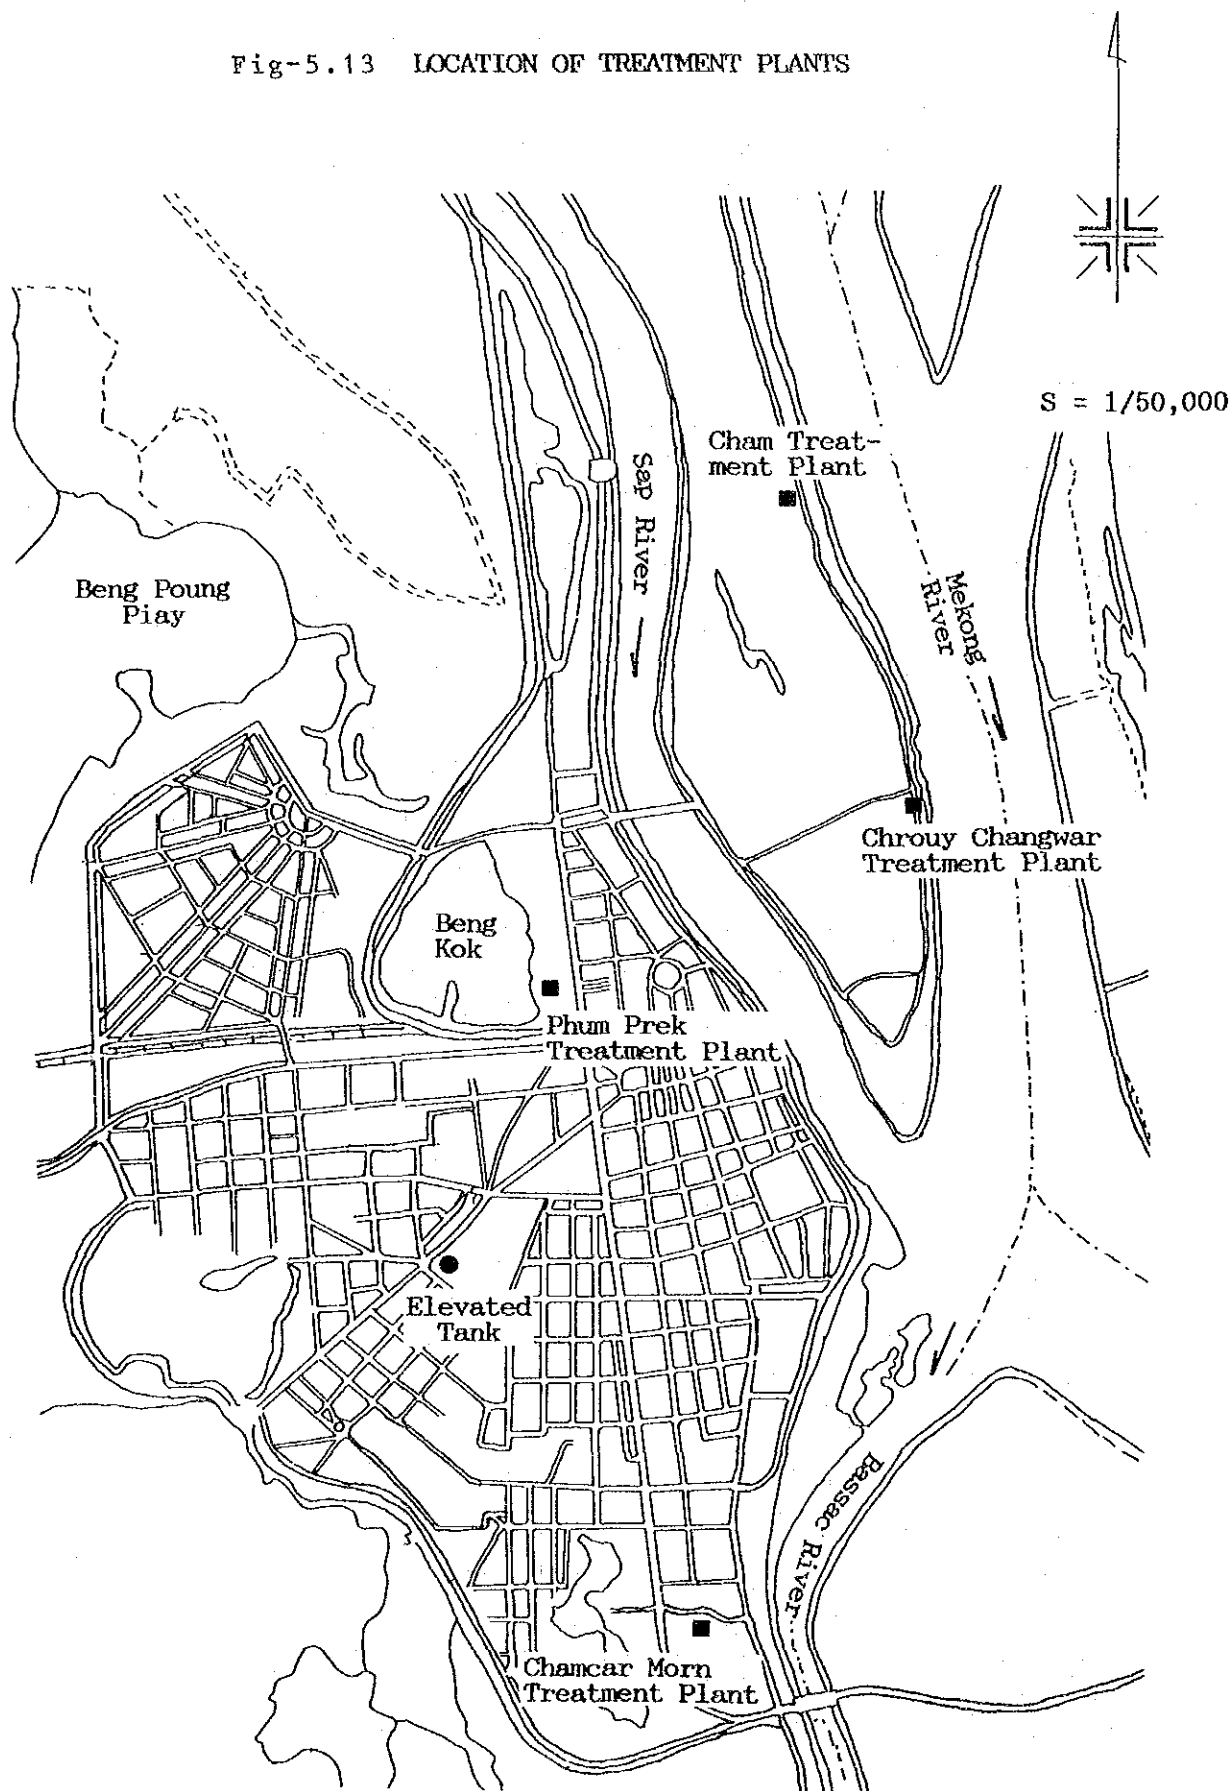 Fig-5.13 LOCATION OF TREATMENT PLANTS
S = 1/50,000
Cham Treat-
ment Plant
Sap River
Mekong
River
Beng Poung
Piay
Chrouy Changwar
Treatment Plant
Beng
Kok
Phum Prek
Treatment Plant
Elevated
Tank
Bassac River
Chamcar Morn
Treatment Plant